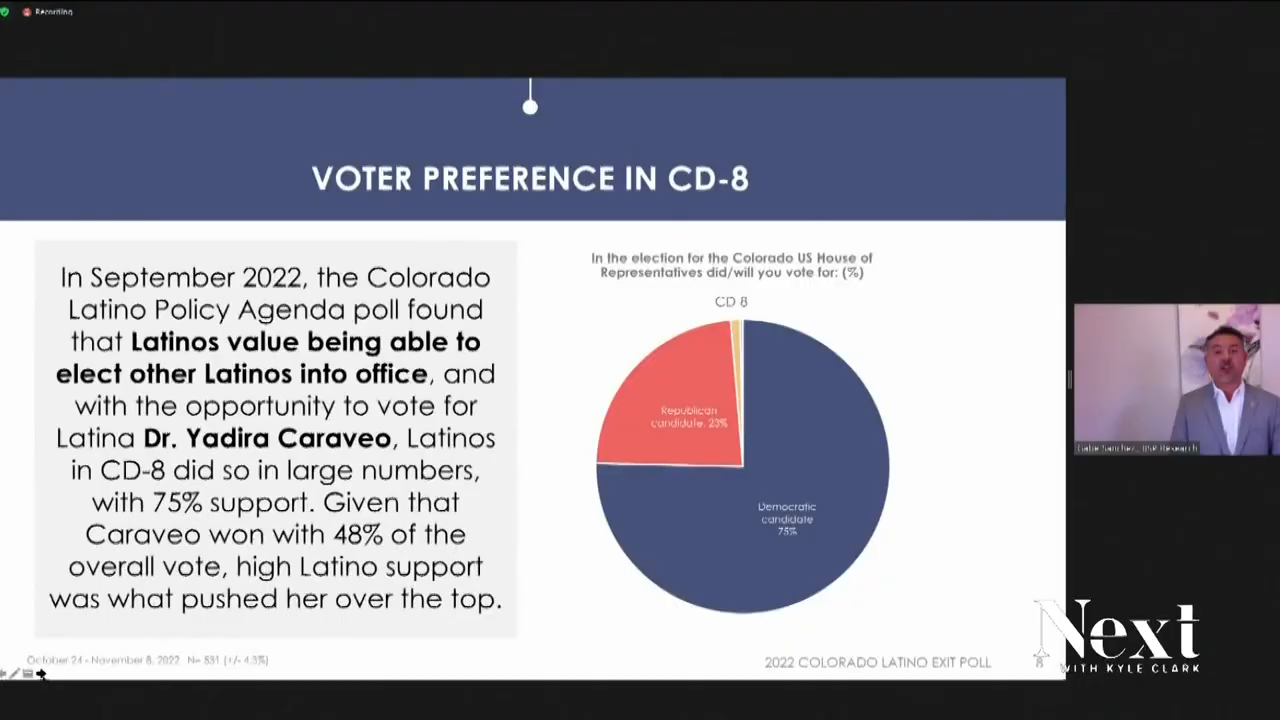 Recording
VOTER PREFERENCE IN CD-8
In September 2022, the Colorado
Latino Policy Agenda poll found
that Latinos value being able to
elect other Latinos into office, and
with the opportunity to vote for
Latina Dr. Yadira Caraveo, Latinos
in CD-8 did so in large numbers,
with 75% support. Given that
Caraveo won with 48% of the
overall vote, high Latino support
was what pushed her over the top.
In the election for the Colorado US House of
Representatives did/will you vote for: (%)
CD 8
Republican
candidate, 23%
Democratic
candidate
75%
Gabe Sanchez, BSP Research
October 24 - November 8, 2022 N= 531 (+/- 4.3%)
2022 COLORADO LATINO EXIT POLL
8
Next
WITH KYLE CLARK